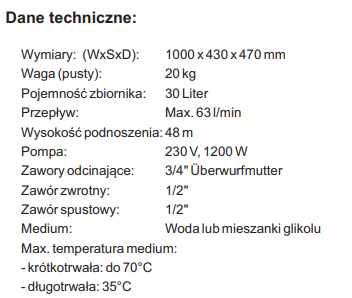 Dane techniczne:
Wymiary: (WxSxD): 1000 x 430 x 470 mm
Waga (pusty): 20 kg
Pojemność zbiornika: 30 Liter
Przepływ: Max. 63 l/min
Wysokość podnoszenia: 48 m
Pompa: 230 V, 1200 W
Zawory odcinające: 3/4" Überwurfmutter
Zawór zwrotny: 1/2"
Zawór spustowy: 1/2"
Medium: Woda lub mieszanki glikolu
Max. temperatura medium:
- krótkotrwała: do 70°C
- długotrwała: 35°C